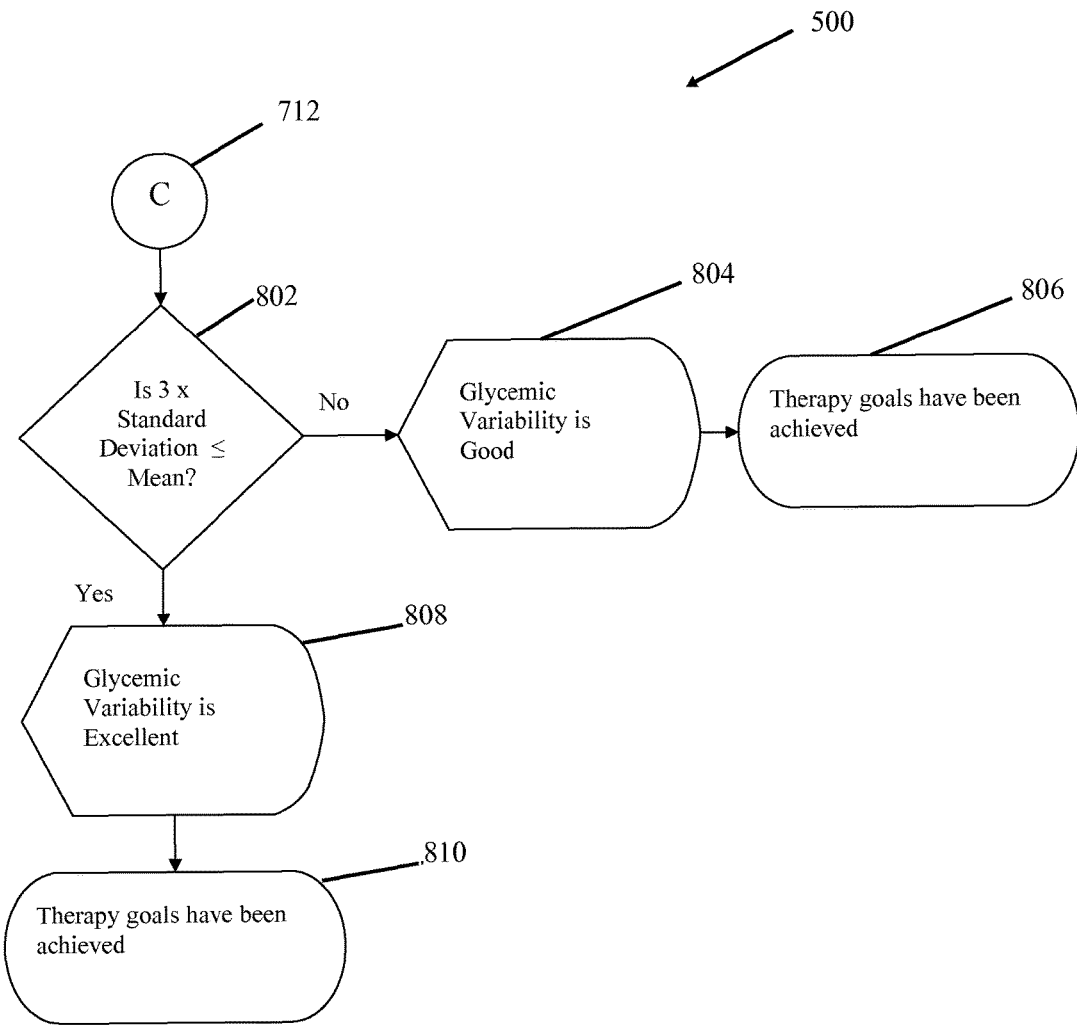 500
712
C
802
804
806
Is 3 x
Standard
Deviation ≤
Mean?
No
Glycemic
Variability is
Good
Therapy goals have been
achieved
Yes
808
Glycemic
Variability is
Excellent
810
Therapy goals have been
achieved